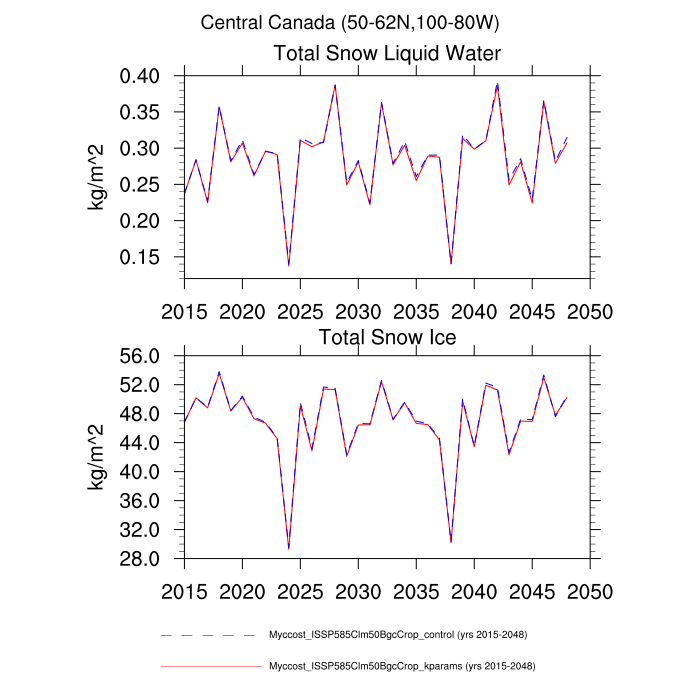 Central Canada (50-62N,100-80W)
Total Snow Liquid Water
0.40
0.35
0.30
0.25
0.20
0.15
kg/m^2
2015 2020 2025 2030 2035 2040 2045 2050
Total Snow Ice
56.0
52.0
48.0
44.0
40.0
36.0
32.0
28.0
kg/m^2
2015 2020 2025 2030 2035 2040 2045 2050
Myccost_ISSP585Clm50BgcCrop_control (yrs 2015-2048)
Myccost_ISSP585Clm50BgcCrop_kparams (yrs 2015-2048)